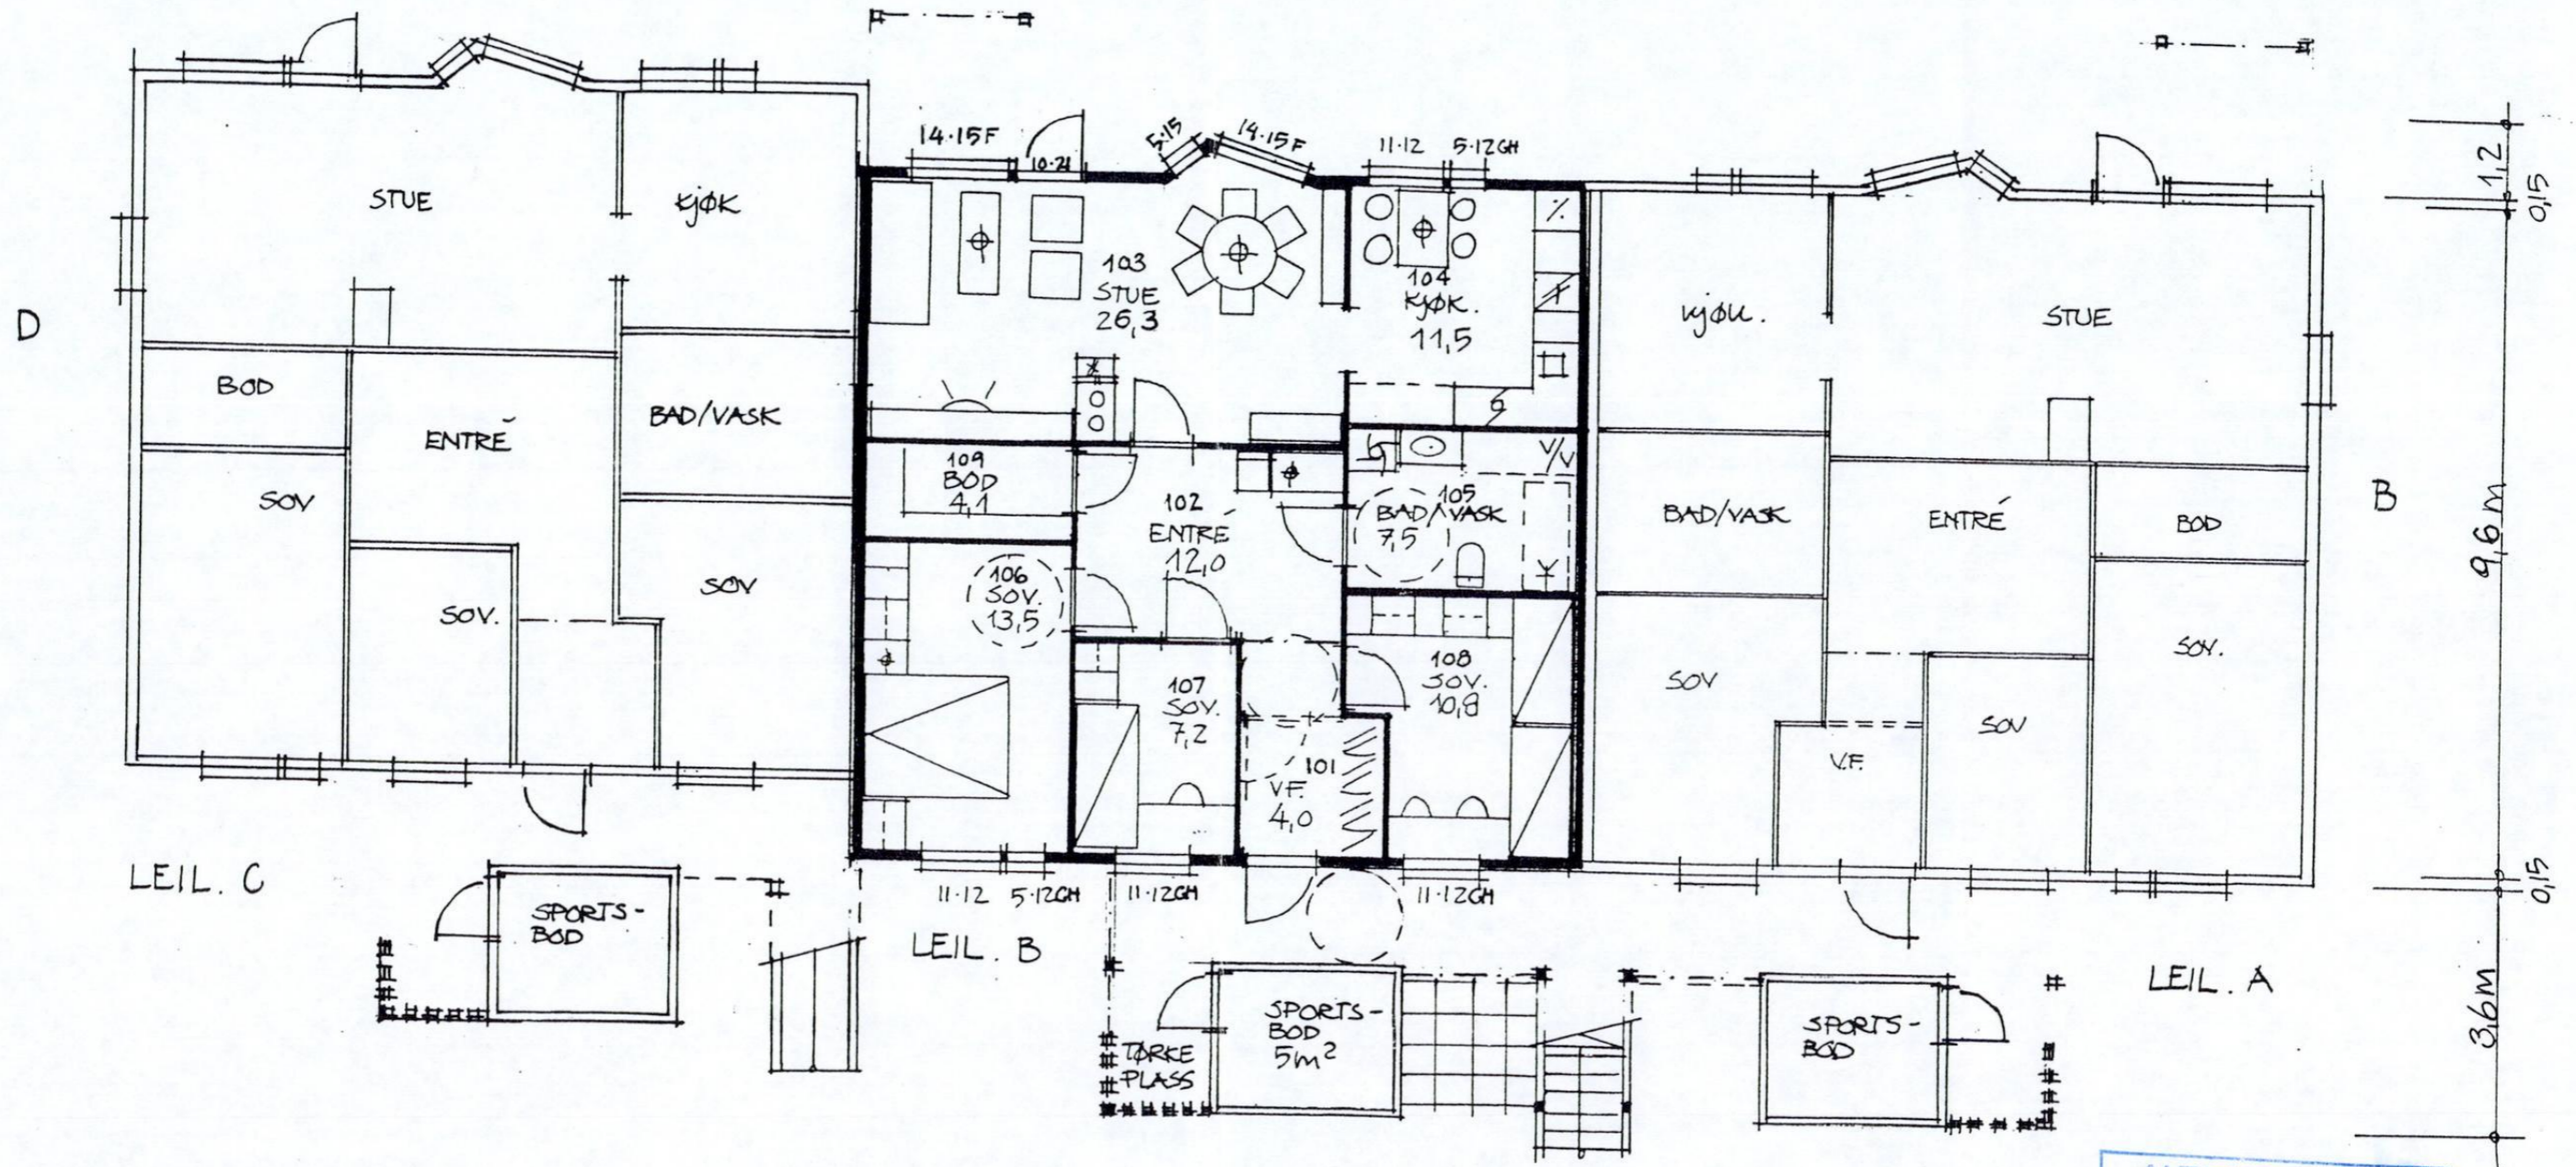 14·15F
10·21
5·15
14·15F
11·12
5·12GH
1,2
0,15
STUE
KJØK
103
STUE
26,3
104
KJØK.
11,5
KJØK.
STUE
D
BOD
ENTRÉ
BAD/VASK
SOV
SOV.
SOV
109
BOD
4,1
102
ENTRÉ
12,0
V/V
105
BAD/VASK
7,5
106
SOV.
13,5
107
SOV.
7,2
101
VF.
4,0
108
SOV.
10,8
BAD/VASK
ENTRÉ
BOD
B
9,6 m
SOV
V.F.
SOV
SOV.
11·12
5·12GH
11·12GH
11·12GH
0,15
LEIL. C
SPORTS-
BOD
LEIL. B
TØRKE
PLASS
SPORTS-
BOD
5m²
SPORTS-
BOD
LEIL. A
3,6m